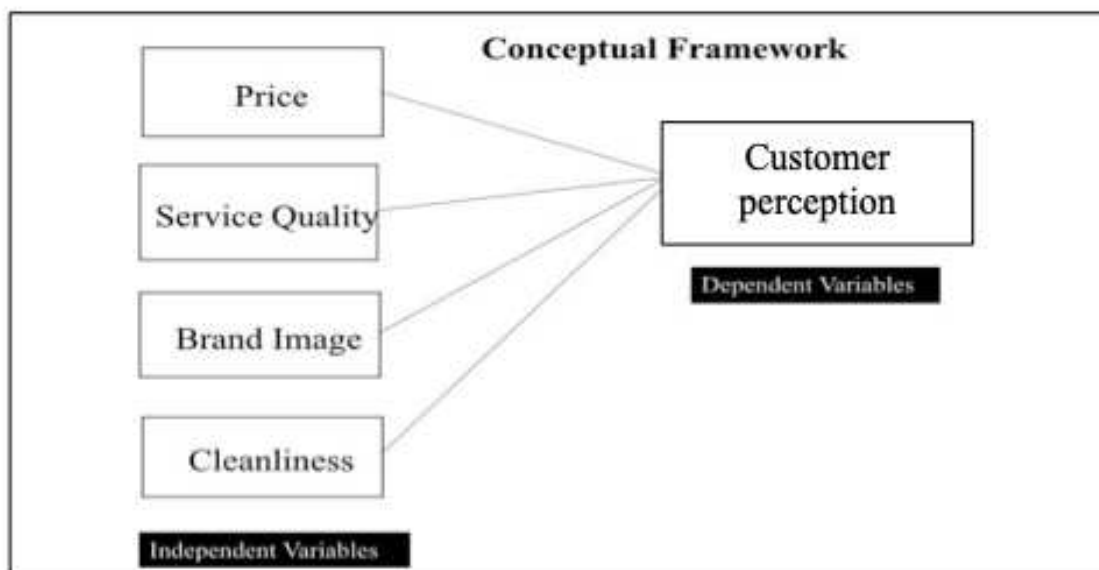 Conceptual Framework
Price
Service Quality
Brand Image
Cleanliness
Independent Variables
Customer
perception
Dependent Variables